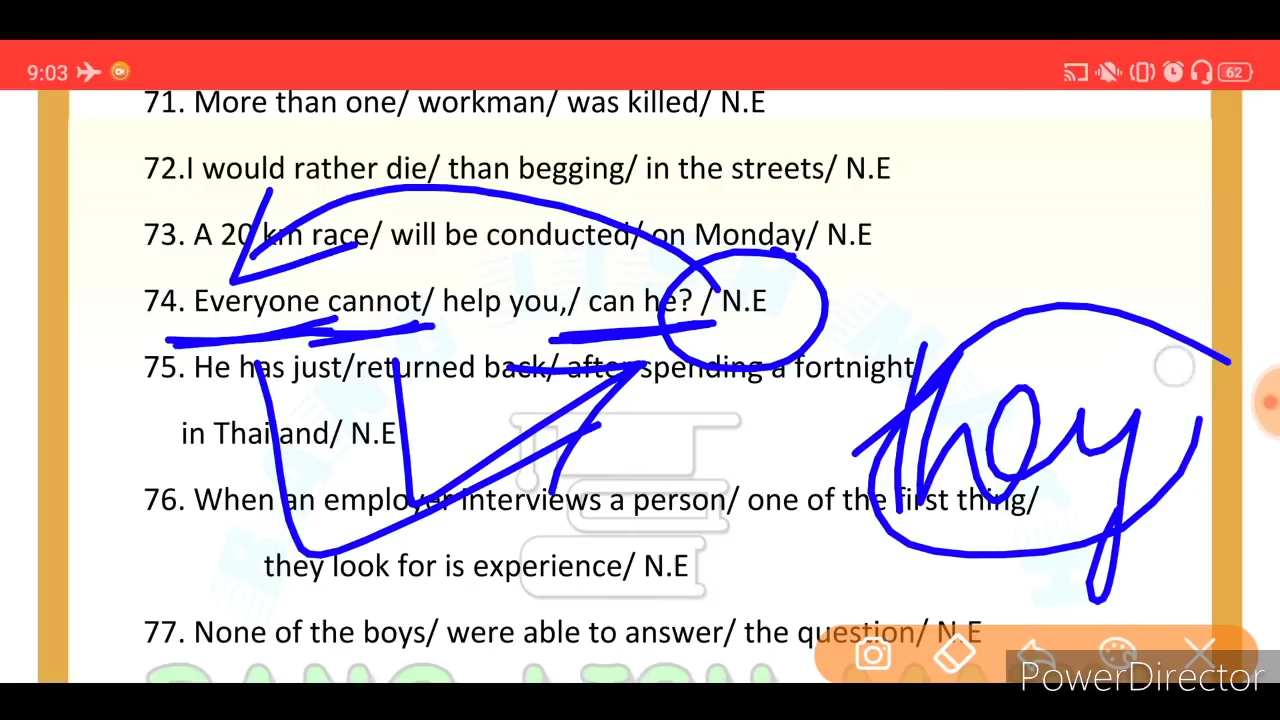 9:03 62
71. More than one/ workman/ was killed/ N.E
72.I would rather die/ than begging/ in the streets/ N.E
73. A 20 km race/ will be conducted/ on Monday/ N.E
74. Everyone cannot/ help you,/ can he? / N.E
75. He has just/returned back/ after spending a fortnight/
in Thailand/ N.E
they
76. When an employer interviews a person/ one of the first thing/
they look for is experience/ N.E
77. None of the boys/ were able to answer/ the question/ N.E
PowerDirector